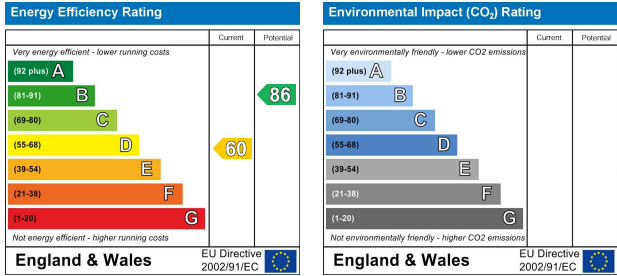 Energy Efficiency Rating
Current Potential
Very energy efficient - lower running costs
(92 plus) A
(81-91) B
86
(69-80) C
(55-68) D
60
(39-54) E
(21-38) F
(1-20) G
Not energy efficient - higher running costs
England & Wales
EU Directive
2002/91/EC
Environmental Impact (CO₂) Rating
Current Potential
Very environmentally friendly - lower CO2 emissions
(92 plus) A
(81-91) B
(69-80) C
(55-68) D
(39-54) E
(21-38) F
(1-20) G
Not environmentally friendly - higher CO2 emissions
England & Wales
EU Directive
2002/91/EC